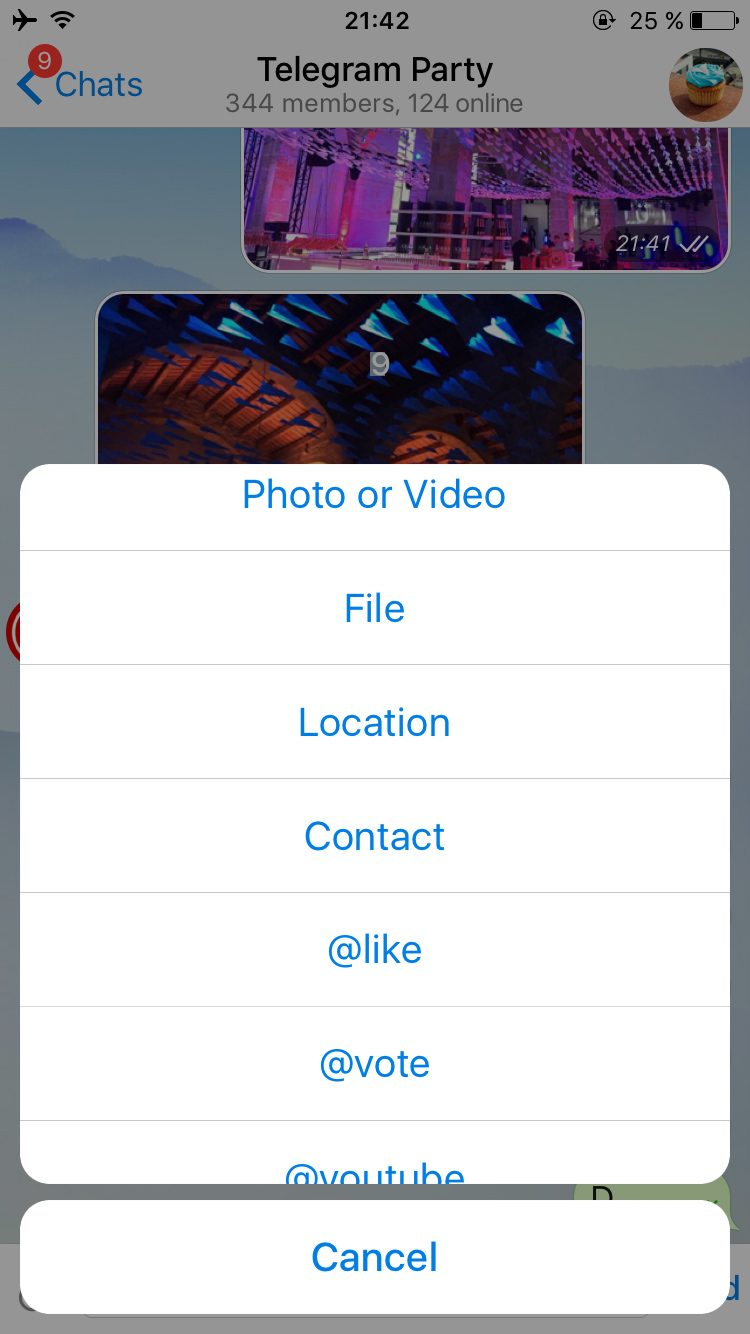 21:42
25 %
9
Chats
Telegram Party
344 members, 124 online
21:41
9
Photo or Video
File
Location
Contact
@like
@vote
@youtube
D
Cancel
d